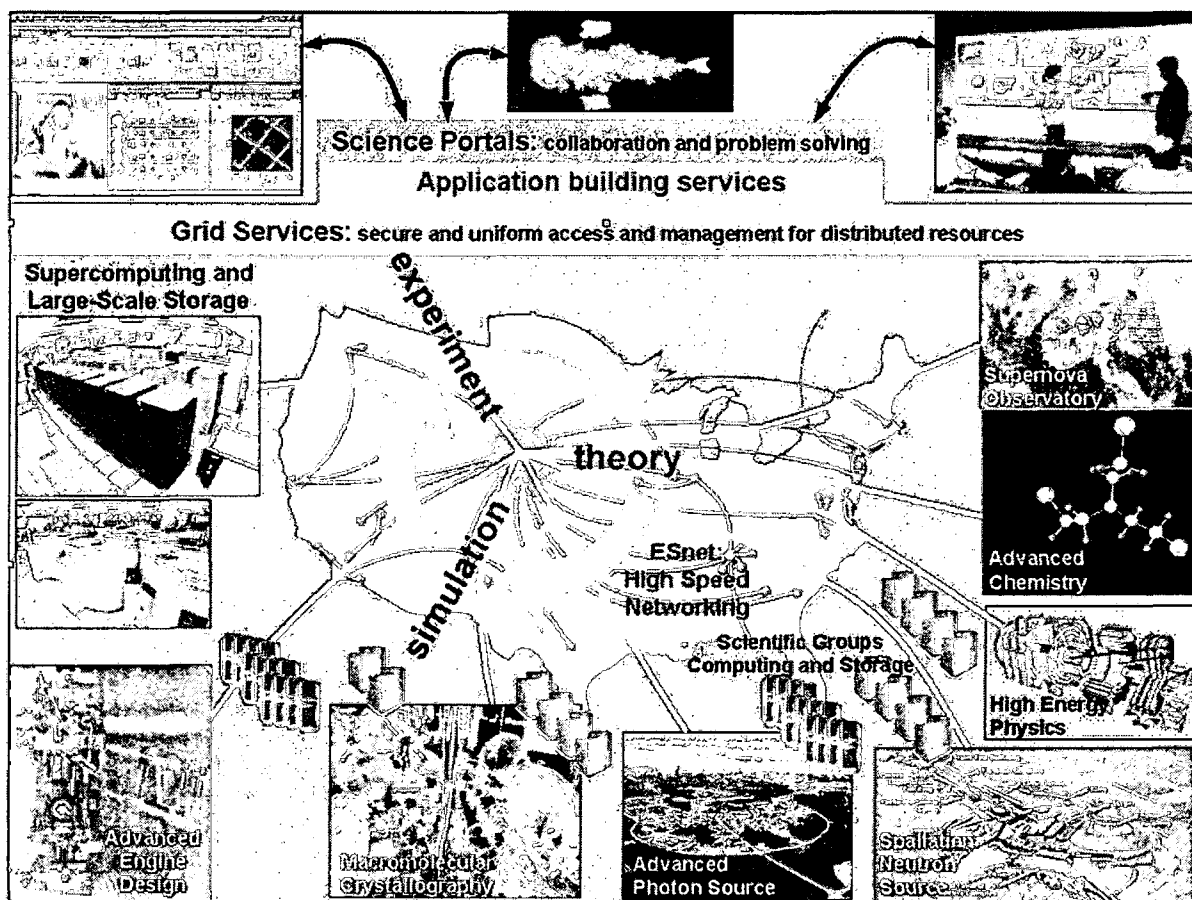 Science Portals: collaboration and problem solving
Application building services
Grid Services: secure and uniform access and management for distributed resources
Supercomputing and
Large-Scale Storage
experiment
theory
simulation
ESnet:
High Speed
Networking
Scientific Groups
Computing and Storage
Supernova
Observatory
Advanced
Chemistry
High Energy
Physics
Advanced
Engine
Design
Macromolecular
Crystallography
Advanced
Photon Source
Spallation
Neutron
Source